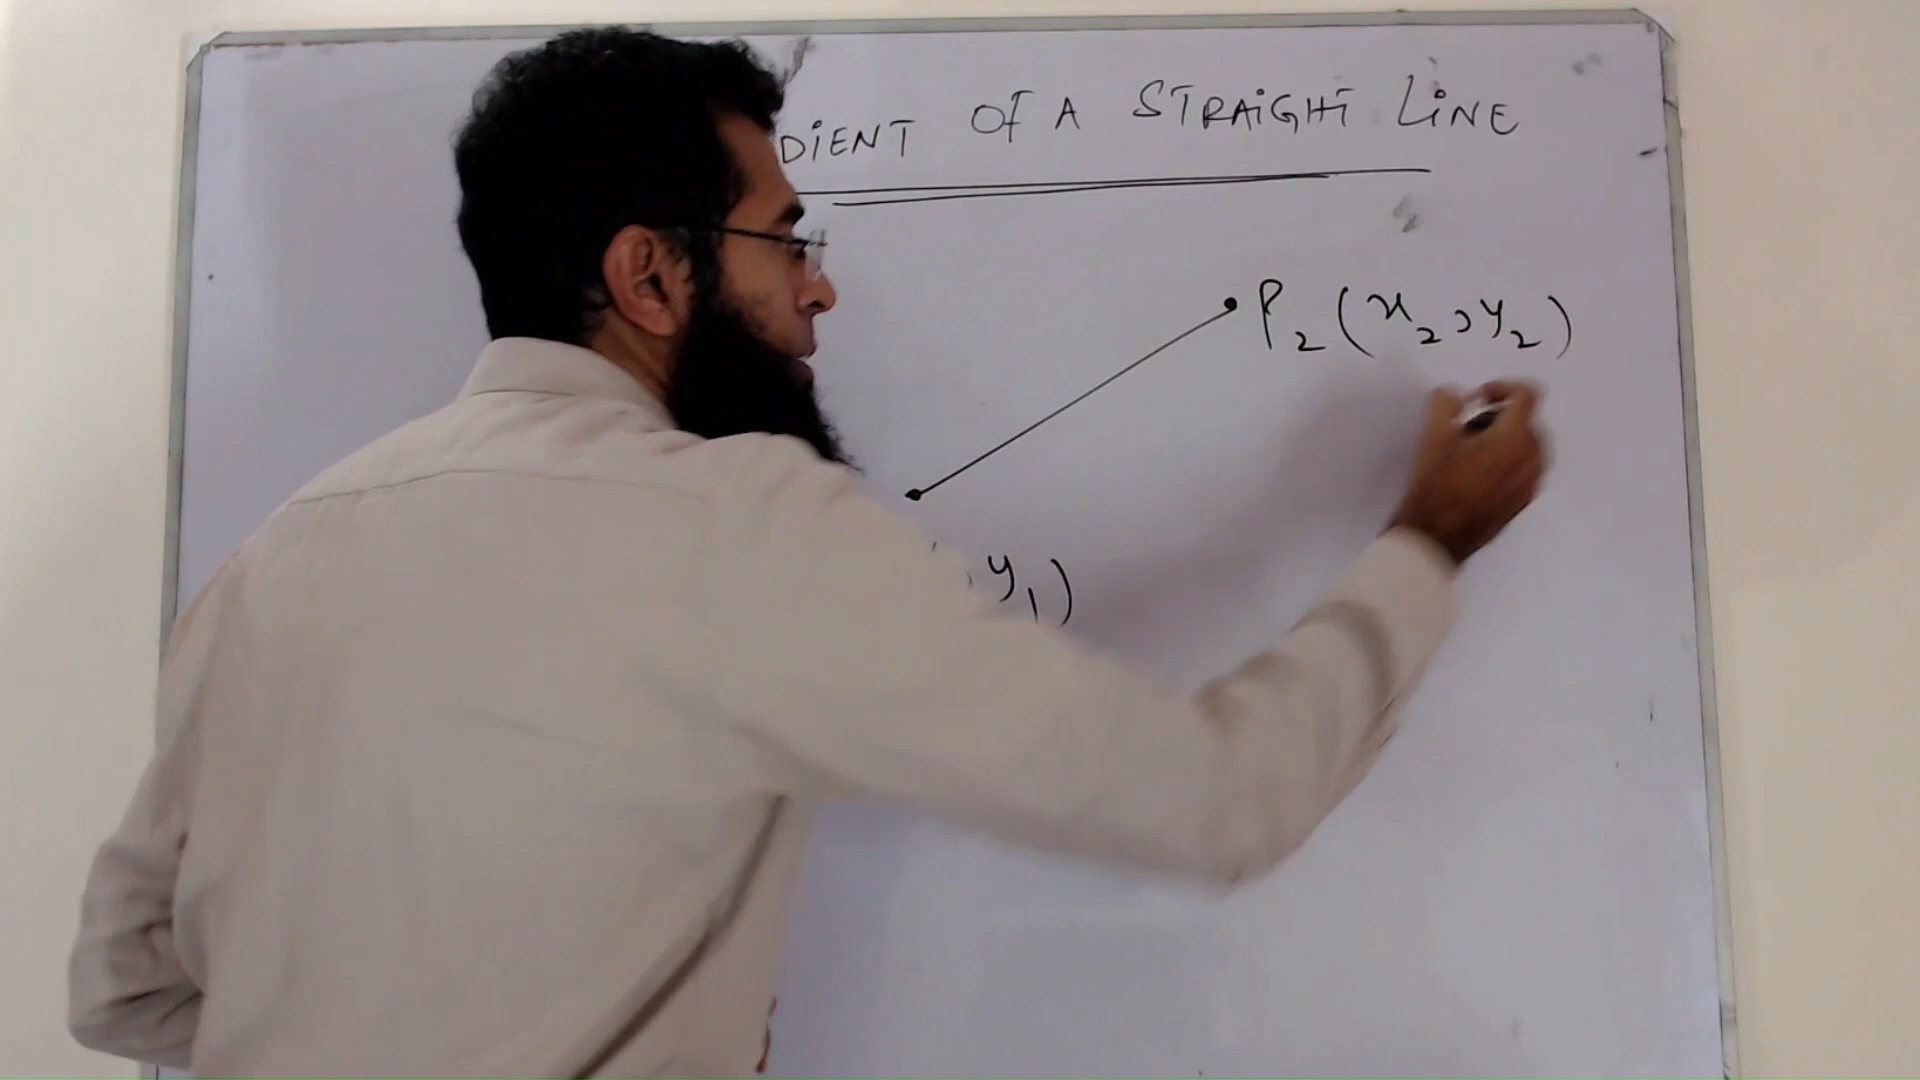 DiENT OF A STRAiGHT LiNE
P₂(x₂, y₂)
, y₁)